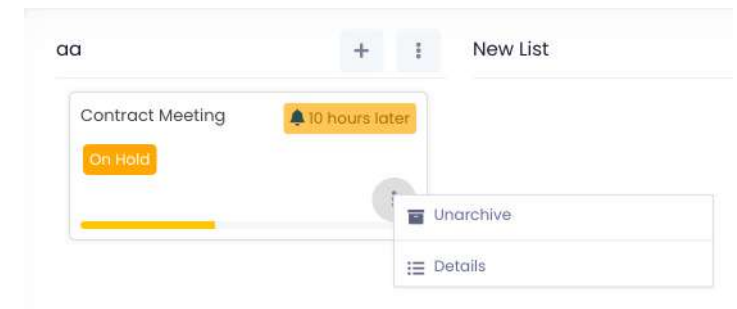 aa
New List
Contract Meeting
10 hours later
On Hold
Unarchive
Details